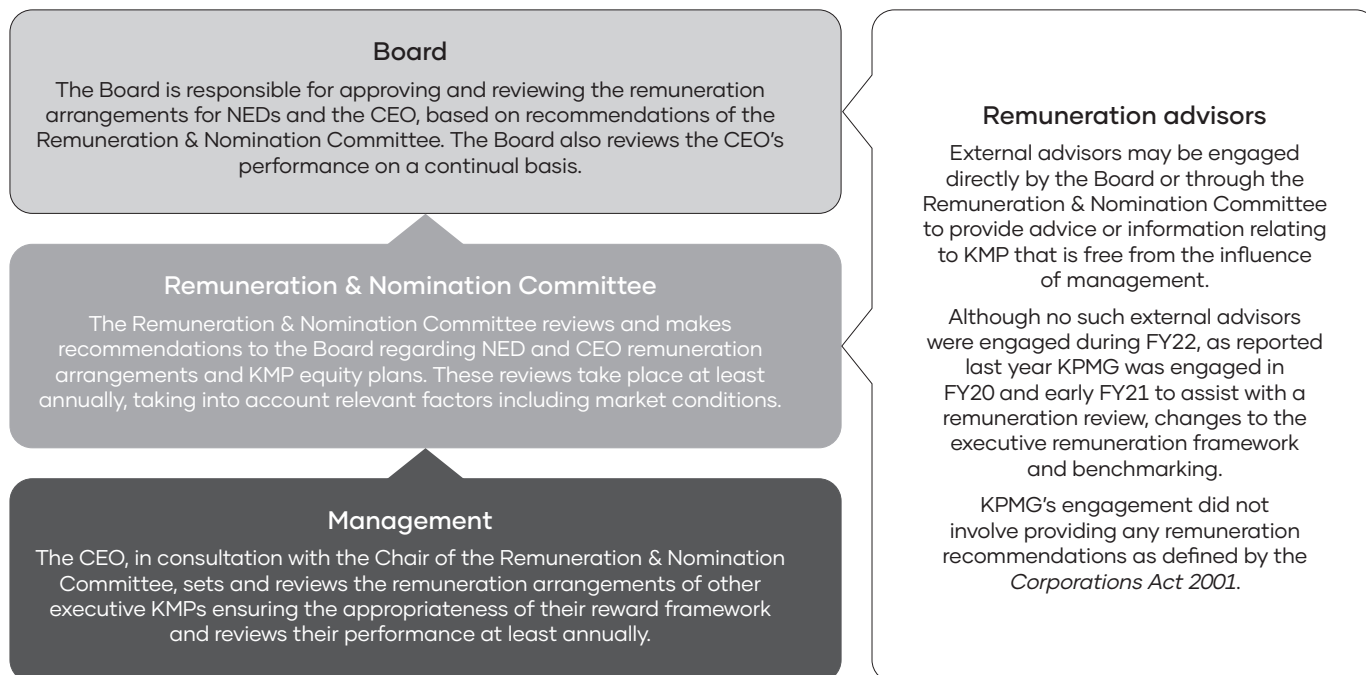 Board
The Board is responsible for approving and reviewing the remuneration
arrangements for NEDs and the CEO, based on recommendations of the
Remuneration & Nomination Committee. The Board also reviews the CEO’s
performance on a continual basis.
Remuneration & Nomination Committee
The Remuneration & Nomination Committee reviews and makes
recommendations to the Board regarding NED and CEO remuneration
arrangements and KMP equity plans. These reviews take place at least
annually, taking into account relevant factors including market conditions.
Management
The CEO, in consultation with the Chair of the Remuneration & Nomination
Committee, sets and reviews the remuneration arrangements of other
executive KMPs ensuring the appropriateness of their reward framework
and reviews their performance at least annually.
Remuneration advisors
External advisors may be engaged
directly by the Board or through the
Remuneration & Nomination Committee
to provide advice or information relating
to KMP that is free from the influence
of management.
Although no such external advisors
were engaged during FY22, as reported
last year KPMG was engaged in
FY20 and early FY21 to assist with a
remuneration review, changes to the
executive remuneration framework
and benchmarking.
KPMG’s engagement did not
involve providing any remuneration
recommendations as defined by the
Corporations Act 2001.